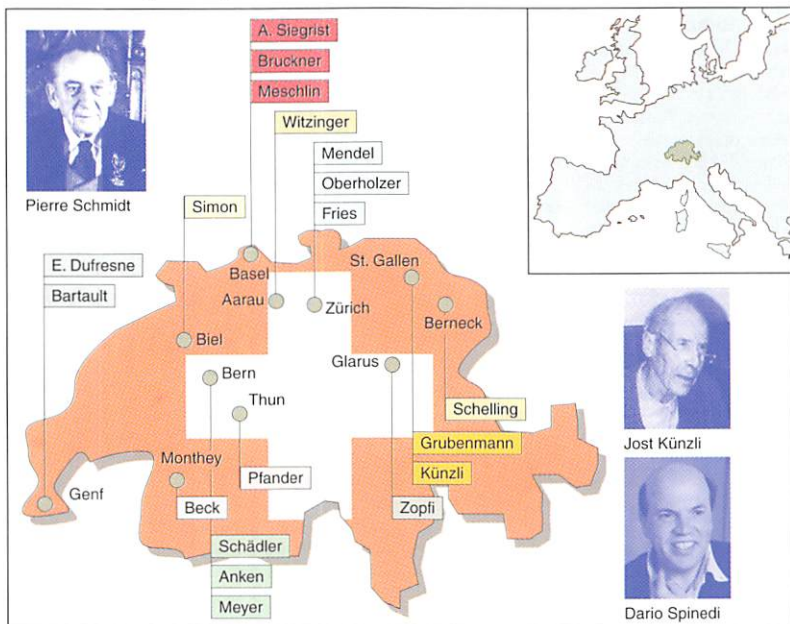 A. Siegrist
Bruckner
Meschlin
Witzinger
Mendel
Oberholzer
Fries
Pierre Schmidt
Simon
E. Dufresne
Bartault
Basel
St. Gallen
Aarau
Zürich
Berneck
Biel
Bern
Glarus
Thun
Schelling
Grubenmann
Jost Künzli
Monthey
Künzli
Pfander
Genf
Beck
Zopfi
Schädler
Anken
Meyer
Dario Spinedi